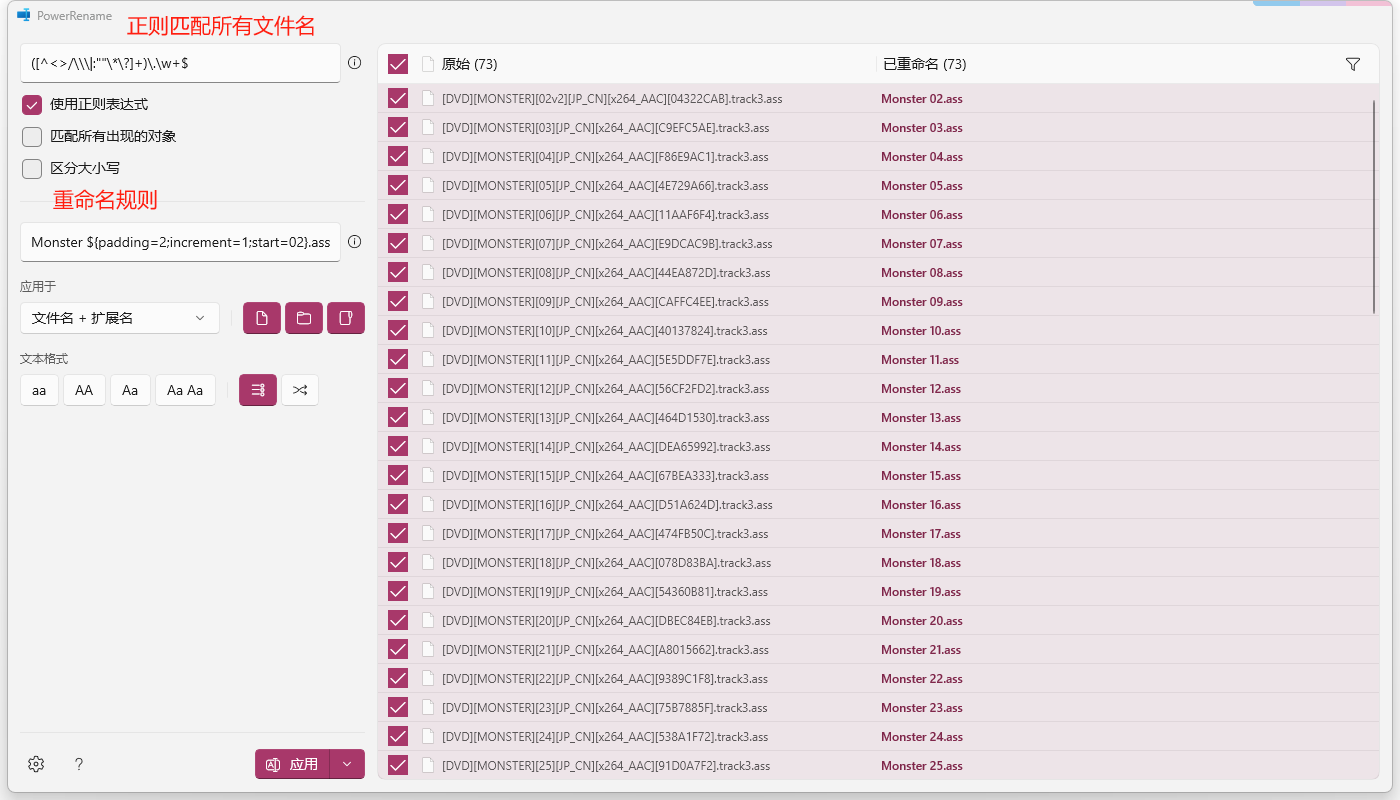 PowerRename
正则匹配所有文件名
([^<>/\\\|:""\*\?]+)\.\w+$
使用正则表达式
匹配所有出现的对象
区分大小写
重命名规则
Monster ${padding=2;increment=1;start=02}.ass
应用于
文件名 + 扩展名
文本格式
aa AA Aa Aa Aa
?
应用
原始 (73) 已重命名 (73)
[DVD][MONSTER][02v2][JP_CN][x264_AAC][04322CAB].track3.ass Monster 02.ass
[DVD][MONSTER][03][JP_CN][x264_AAC][C9EFC5AE].track3.ass Monster 03.ass
[DVD][MONSTER][04][JP_CN][x264_AAC][F86E9AC1].track3.ass Monster 04.ass
[DVD][MONSTER][05][JP_CN][x264_AAC][4E729A66].track3.ass Monster 05.ass
[DVD][MONSTER][06][JP_CN][x264_AAC][11AAF6F4].track3.ass Monster 06.ass
[DVD][MONSTER][07][JP_CN][x264_AAC][E9DCAC9B].track3.ass Monster 07.ass
[DVD][MONSTER][08][JP_CN][x264_AAC][44EA872D].track3.ass Monster 08.ass
[DVD][MONSTER][09][JP_CN][x264_AAC][CAFFC4EE].track3.ass Monster 09.ass
[DVD][MONSTER][10][JP_CN][x264_AAC][40137824].track3.ass Monster 10.ass
[DVD][MONSTER][11][JP_CN][x264_AAC][5E5DDF7E].track3.ass Monster 11.ass
[DVD][MONSTER][12][JP_CN][x264_AAC][56CF2FD2].track3.ass Monster 12.ass
[DVD][MONSTER][13][JP_CN][x264_AAC][464D1530].track3.ass Monster 13.ass
[DVD][MONSTER][14][JP_CN][x264_AAC][DEA65992].track3.ass Monster 14.ass
[DVD][MONSTER][15][JP_CN][x264_AAC][67BEA333].track3.ass Monster 15.ass
[DVD][MONSTER][16][JP_CN][x264_AAC][D51A624D].track3.ass Monster 16.ass
[DVD][MONSTER][17][JP_CN][x264_AAC][474FB50C].track3.ass Monster 17.ass
[DVD][MONSTER][18][JP_CN][x264_AAC][078D83BA].track3.ass Monster 18.ass
[DVD][MONSTER][19][JP_CN][x264_AAC][54360B81].track3.ass Monster 19.ass
[DVD][MONSTER][20][JP_CN][x264_AAC][DBEC84EB].track3.ass Monster 20.ass
[DVD][MONSTER][21][JP_CN][x264_AAC][A8015662].track3.ass Monster 21.ass
[DVD][MONSTER][22][JP_CN][x264_AAC][9389C1F8].track3.ass Monster 22.ass
[DVD][MONSTER][23][JP_CN][x264_AAC][75B7885F].track3.ass Monster 23.ass
[DVD][MONSTER][24][JP_CN][x264_AAC][538A1F72].track3.ass Monster 24.ass
[DVD][MONSTER][25][JP_CN][x264_AAC][91D0A7F2].track3.ass Monster 25.ass